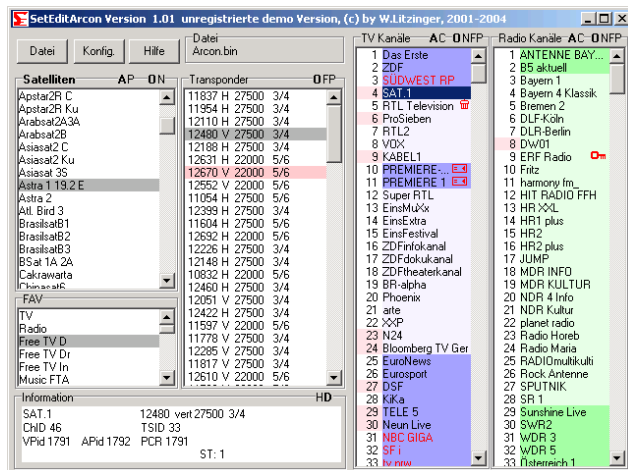 SetEditArcon Version 1.01 unregistrierte demo Version, (c) by W.Litzinger, 2001-2004
Datei
Konfig.
Hilfe
Datei
Arcon.bin
Satelliten AP ON
Apstar2R C
Apstar2R Ku
Arabsat2A3A
Arabsat2B
Asiasat2 C
Asiasat2 Ku
Asiasat 3S
Astra 1 19.2 E
Astra 2
Atl. Bird 3
BrasilsatB1
BrasilsatB2
BrasilsatB3
BSat 1A 2A
Cakrawarta
Chinasat6
FAV
TV
Radio
Free TV D
Free TV Dr
Free TV In
Music FTA
Transponder OFP
11837 H 27500 3/4
11954 H 27500 3/4
12110 H 27500 3/4
12480 V 27500 3/4
12188 H 27500 3/4
12631 H 22000 5/6
12670 V 22000 5/6
12552 V 22000 5/6
11054 H 27500 5/6
12399 H 27500 3/4
11604 H 27500 5/6
12692 H 22000 5/6
12226 H 27500 3/4
12148 H 27500 3/4
10832 H 22000 5/6
12460 H 27500 3/4
12051 V 27500 3/4
12422 H 27500 3/4
11597 V 22000 5/6
11778 V 27500 3/4
12285 V 27500 3/4
11817 V 27500 3/4
12610 V 22000 5/6
Information HD
SAT.1 12480 vert 27500 3/4
ChID 46 TSID 33
VPid 1791 APid 1792 PCR 1791
ST: 1
TV Kanäle AC ONFP
1 Das Erste
2 ZDF
3 SÜDWEST RP
4 SAT.1
5 RTL Television
6 ProSieben
7 RTL2
8 VOX
9 KABEL1
10 PREMIERE-...
11 PREMIERE 1
12 Super RTL
13 EinsMuXx
14 EinsExtra
15 EinsFestival
16 ZDFinfokanal
17 ZDFdokukanal
18 ZDFtheaterkanal
19 BR-alpha
20 Phoenix
21 arte
22 XXP
23 N24
24 Bloomberg TV Ger
25 EuroNews
26 Eurosport
27 DSF
28 KiKa
29 TELE 5
30 Neun Live
31 NBC GIGA
32 SF i
33 tv nrw
Radio Kanäle AC ONFP
1 ANTENNE BAY...
2 B5 aktuell
3 Bayern 1
4 Bayern 4 Klassik
5 Bremen 2
6 DLF-Köln
7 DLR-Berlin
8 DW01
9 ERF Radio
10 Fritz
11 harmony fm_
12 HIT RADIO FFH
13 HR XXL
14 HR1 plus
15 HR2
16 HR2 plus
17 JUMP
18 MDR INFO
19 MDR KULTUR
20 NDR 4 Info
21 NDR Kultur
22 planet radio
23 Radio Horeb
24 Radio Maria
25 RADIOmultikulti
26 Rock Antenne
27 SPUTNIK
28 SR 1
29 Sunshine Live
30 SWR2
31 WDR 3
32 WDR 5
33 Österreich 1